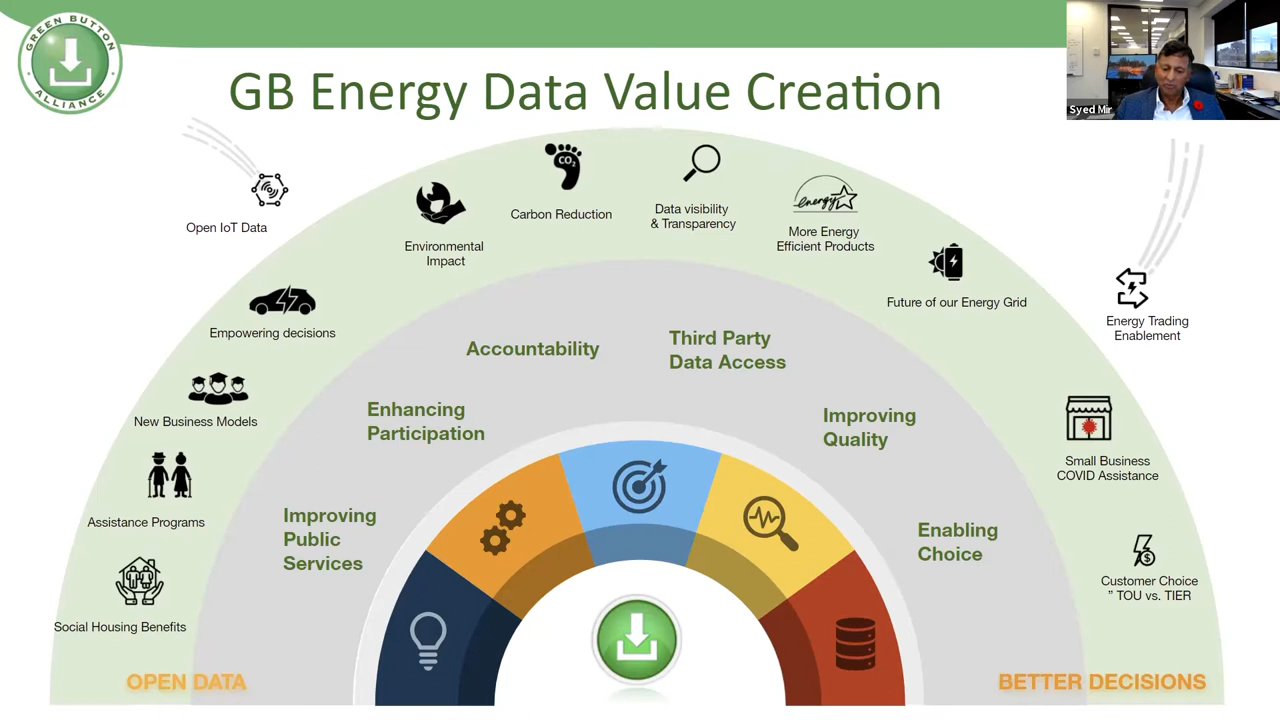 GREEN BUTTON
ALLIANCE
GB Energy Data Value Creation
Syed Mir
Open IoT Data
Environmental
Impact
Carbon Reduction
CO2
Data visibility
& Transparency
energy
More Energy
Efficient Products
Future of our Energy Grid
Energy Trading
Enablement
Empowering decisions
New Business Models
Assistance Programs
Social Housing Benefits
Accountability
Third Party
Data Access
Enhancing
Participation
Improving
Quality
Improving
Public
Services
Enabling
Choice
Small Business
COVID Assistance
$
Customer Choice
" TOU vs. TIER
OPEN DATA
BETTER DECISIONS